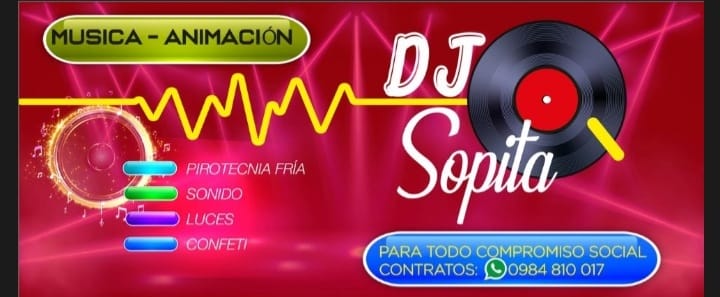 MUSICA - ANIMACIÓN
DJ
Sopita
PIROTECNIA FRÍA
SONIDO
LUCES
CONFETI
PARA TODO COMPROMISO SOCIAL
CONTRATOS: 0984 810 017